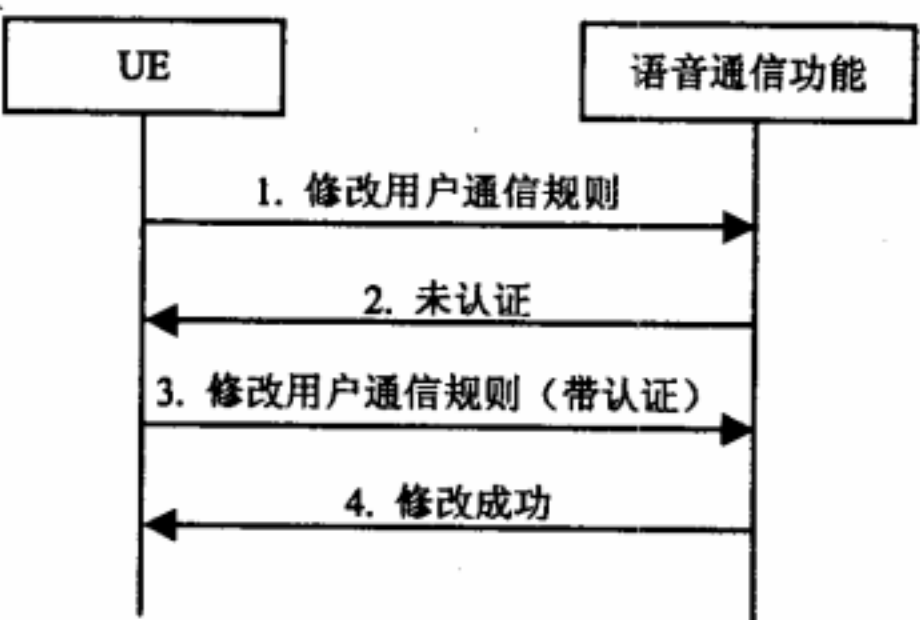 UE
语音通信功能
1. 修改用户通信规则
2. 未认证
3. 修改用户通信规则（带认证）
4. 修改成功